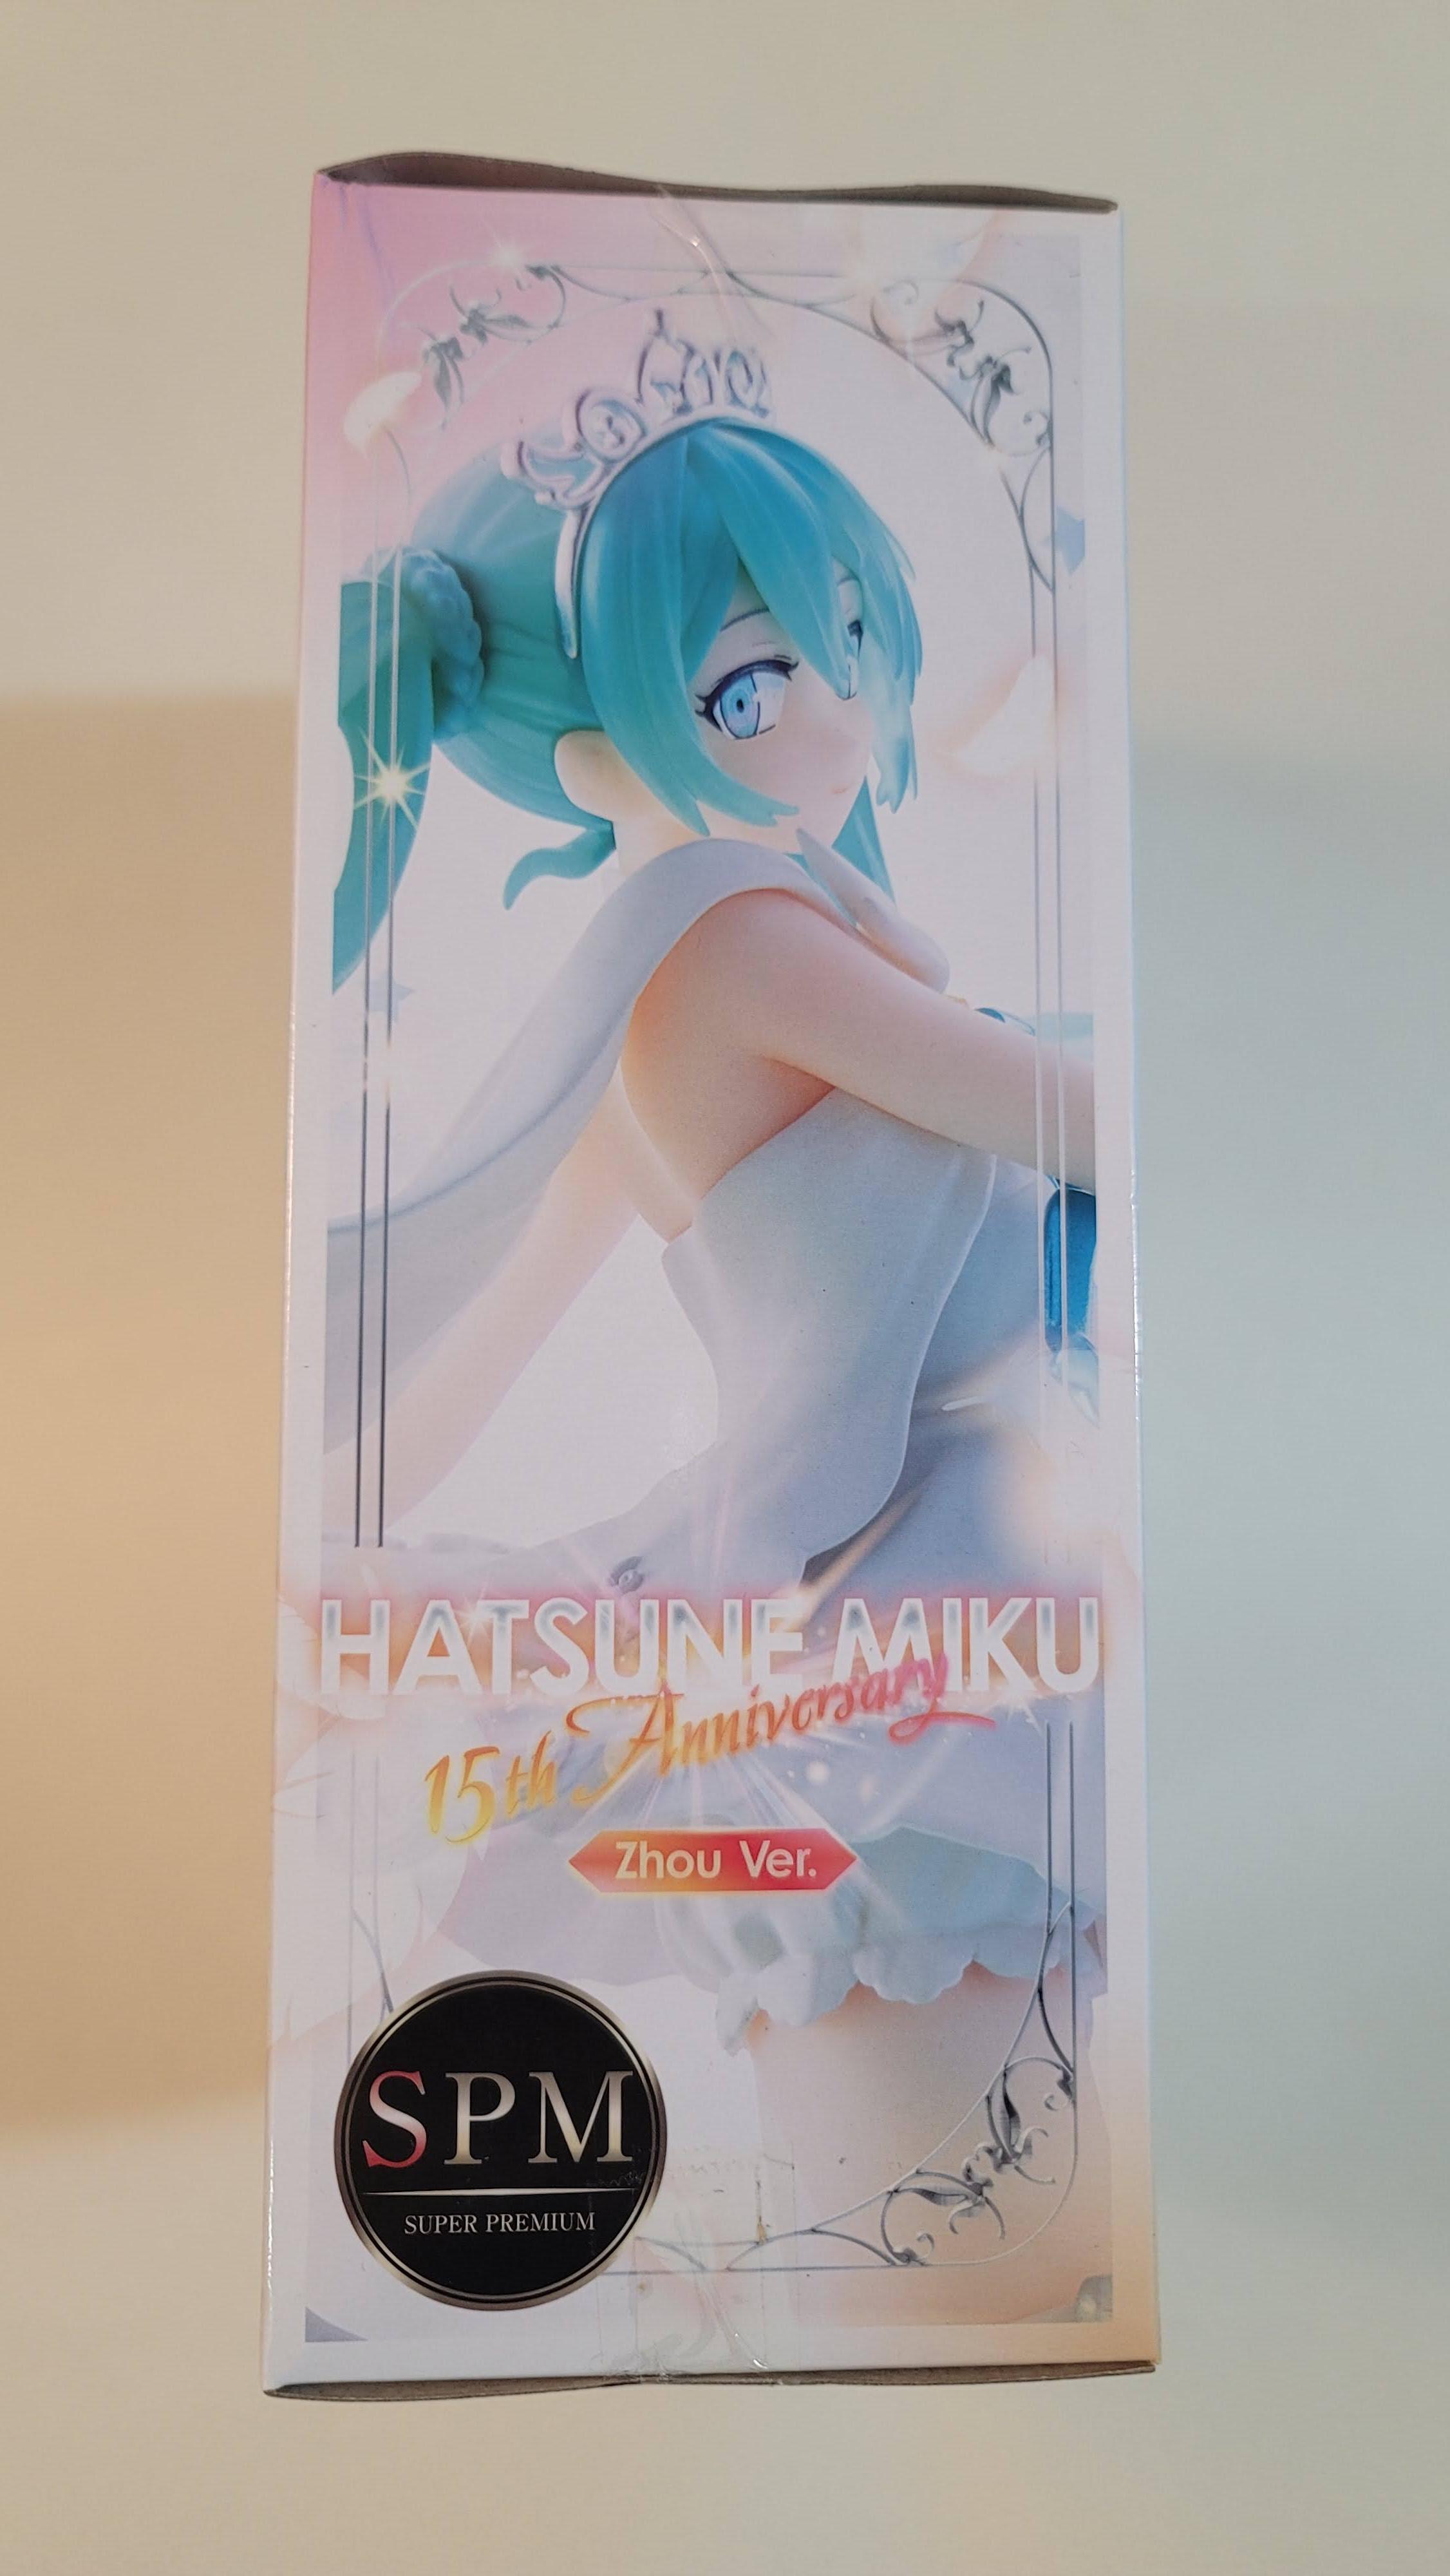 HATSUNE MIKU
15th Anniversary
Zhou Ver.
SPM
SUPER PREMIUM